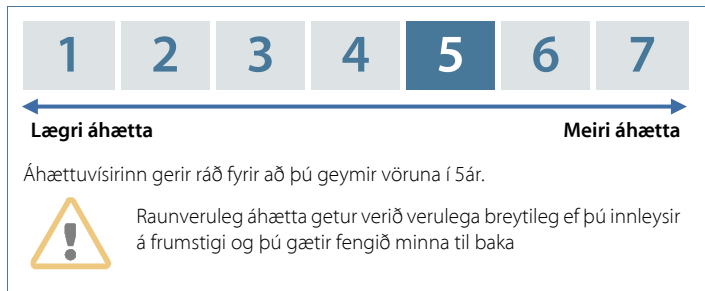 1 2 3 4 5 6 7
Lægri áhætta Meiri áhætta
Áhættuvísirinn gerir ráð fyrir að þú geymir vöruna í 5ár.
Raunveruleg áhætta getur verið verulega breytileg ef þú innleysir
á frumstigi og þú gætir fengið minna til baka